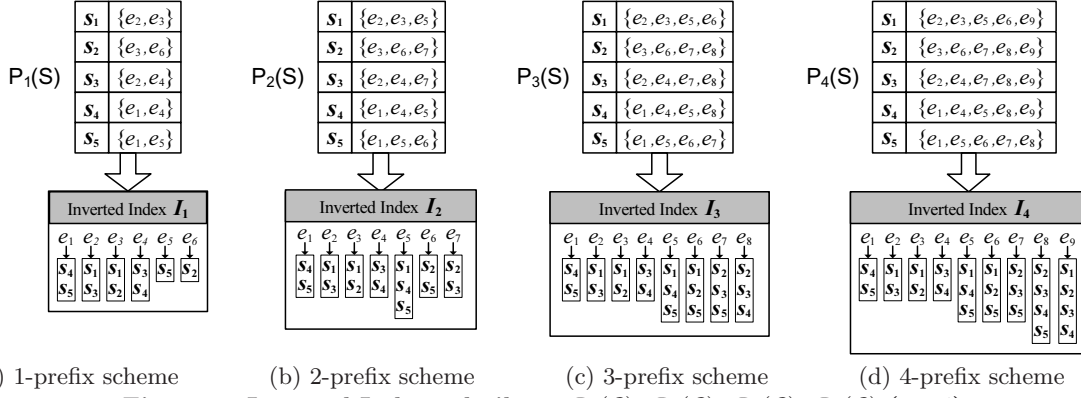 P1(S)
s1 {e2,e3}
s2 {e3,e6}
s3 {e2,e4}
s4 {e1,e4}
s5 {e1,e5}
Inverted Index I1
e1 e2 e3 e4 e5 e6
s4 s1 s1 s3 s5 s2
s5 s3 s2 s4
) 1-prefix scheme
P2(S)
s1 {e2,e3,e5}
s2 {e3,e6,e7}
s3 {e2,e4,e7}
s4 {e1,e4,e5}
s5 {e1,e5,e6}
Inverted Index I2
e1 e2 e3 e4 e5 e6 e7
s4 s1 s1 s3 s1 s2 s2
s5 s3 s2 s4 s4 s5 s3
s5
(b) 2-prefix scheme
P3(S)
s1 {e2,e3,e5,e6}
s2 {e3,e6,e7,e8}
s3 {e2,e4,e7,e8}
s4 {e1,e4,e5,e8}
s5 {e1,e5,e6,e7}
Inverted Index I3
e1 e2 e3 e4 e5 e6 e7 e8
s4 s1 s1 s3 s1 s1 s2 s2
s5 s3 s2 s4 s4 s2 s3 s3
s5 s5 s5 s4
(c) 3-prefix scheme
P4(S)
s1 {e2,e3,e5,e6,e9}
s2 {e3,e6,e7,e8,e9}
s3 {e2,e4,e7,e8,e9}
s4 {e1,e4,e5,e8,e9}
s5 {e1,e5,e6,e7,e8}
Inverted Index I4
e1 e2 e3 e4 e5 e6 e7 e8 e9
s4 s1 s1 s3 s1 s1 s2 s2 s1
s5 s3 s2 s4 s4 s2 s3 s3 s2
s5 s5 s5 s4 s3
s5 s4
(d) 4-prefix scheme